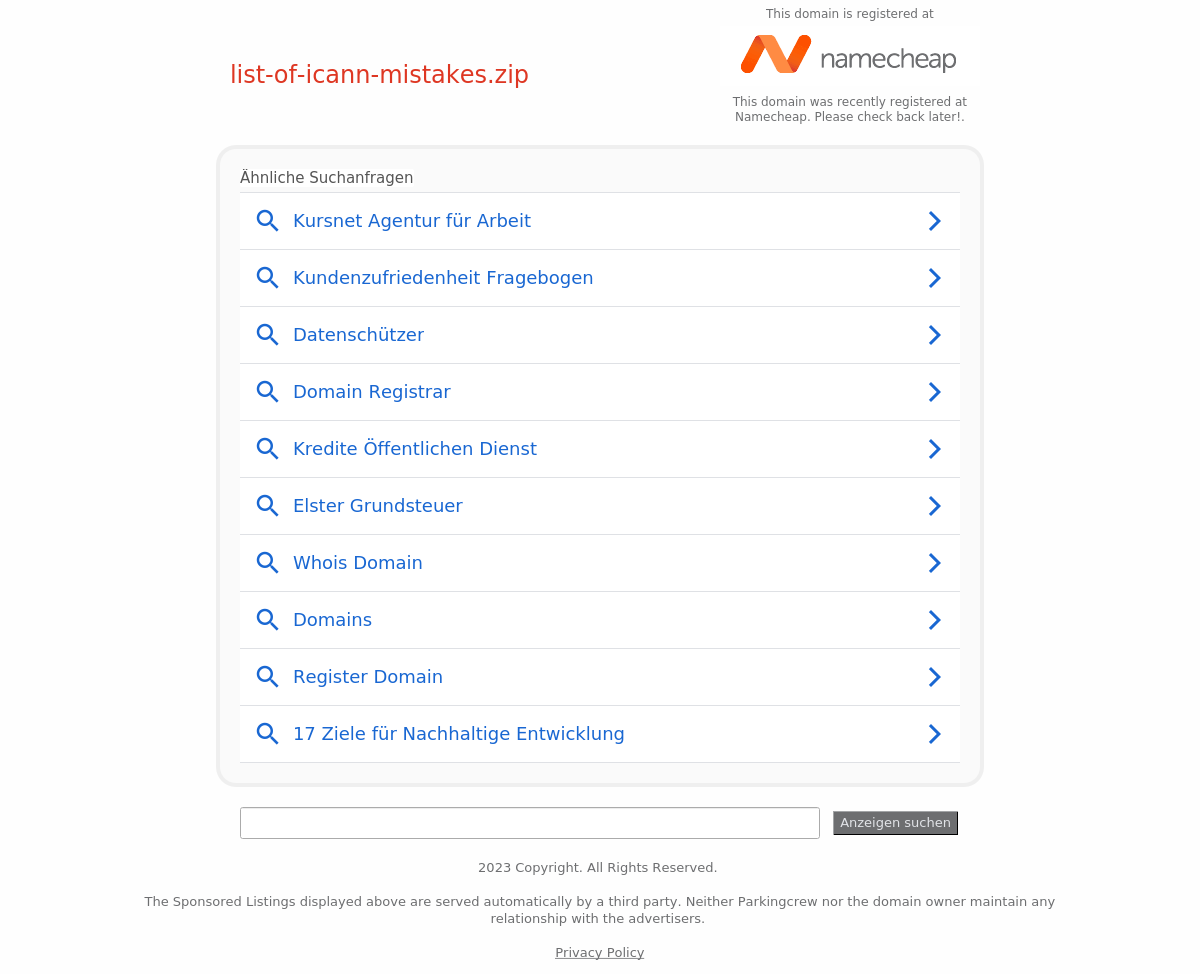 This domain is registered at
namecheap
list-of-icann-mistakes.zip
This domain was recently registered at
Namecheap. Please check back later!.
Ähnliche Suchanfragen
Kursnet Agentur für Arbeit
Kundenzufriedenheit Fragebogen
Datenschützer
Domain Registrar
Kredite Öffentlichen Dienst
Elster Grundsteuer
Whois Domain
Domains
Register Domain
17 Ziele für Nachhaltige Entwicklung
Anzeigen suchen
2023 Copyright. All Rights Reserved.
The Sponsored Listings displayed above are served automatically by a third party. Neither Parkingcrew nor the domain owner maintain any
relationship with the advertisers.
Privacy Policy